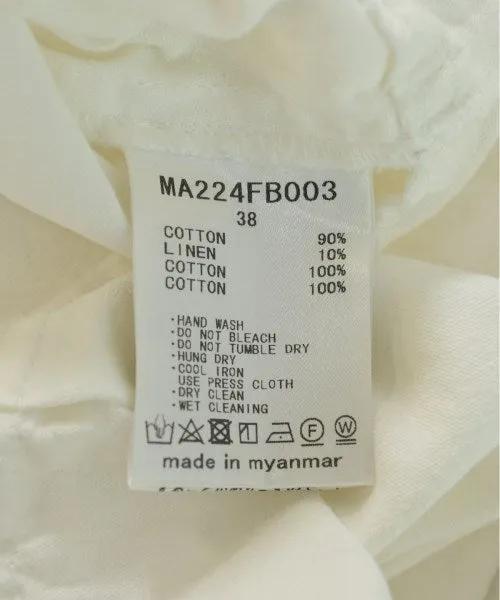 MA224FB003
38
COTTON 90%
LINEN 10%
COTTON 100%
COTTON 100%
・HAND WASH
・DO NOT BLEACH
・DO NOT TUMBLE DRY
・HUNG DRY
・COOL IRON
USE PRESS CLOTH
・DRY CLEAN
・WET CLEANING
F W
made in myanmar